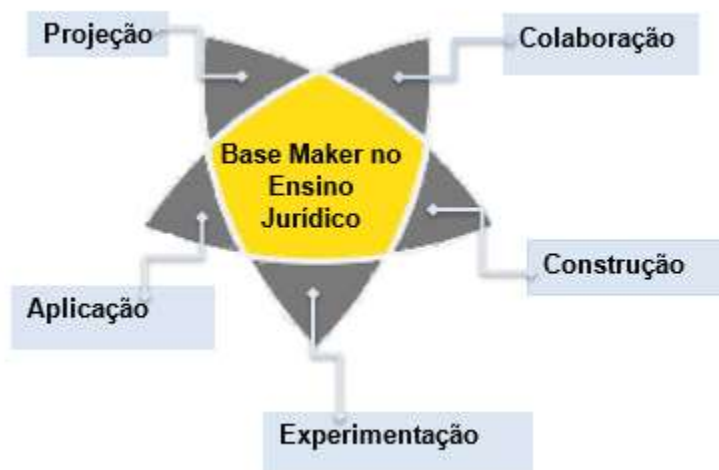 Projeção
Colaboração
Base Maker no
Ensino
Jurídico
Construção
Aplicação
Experimentação